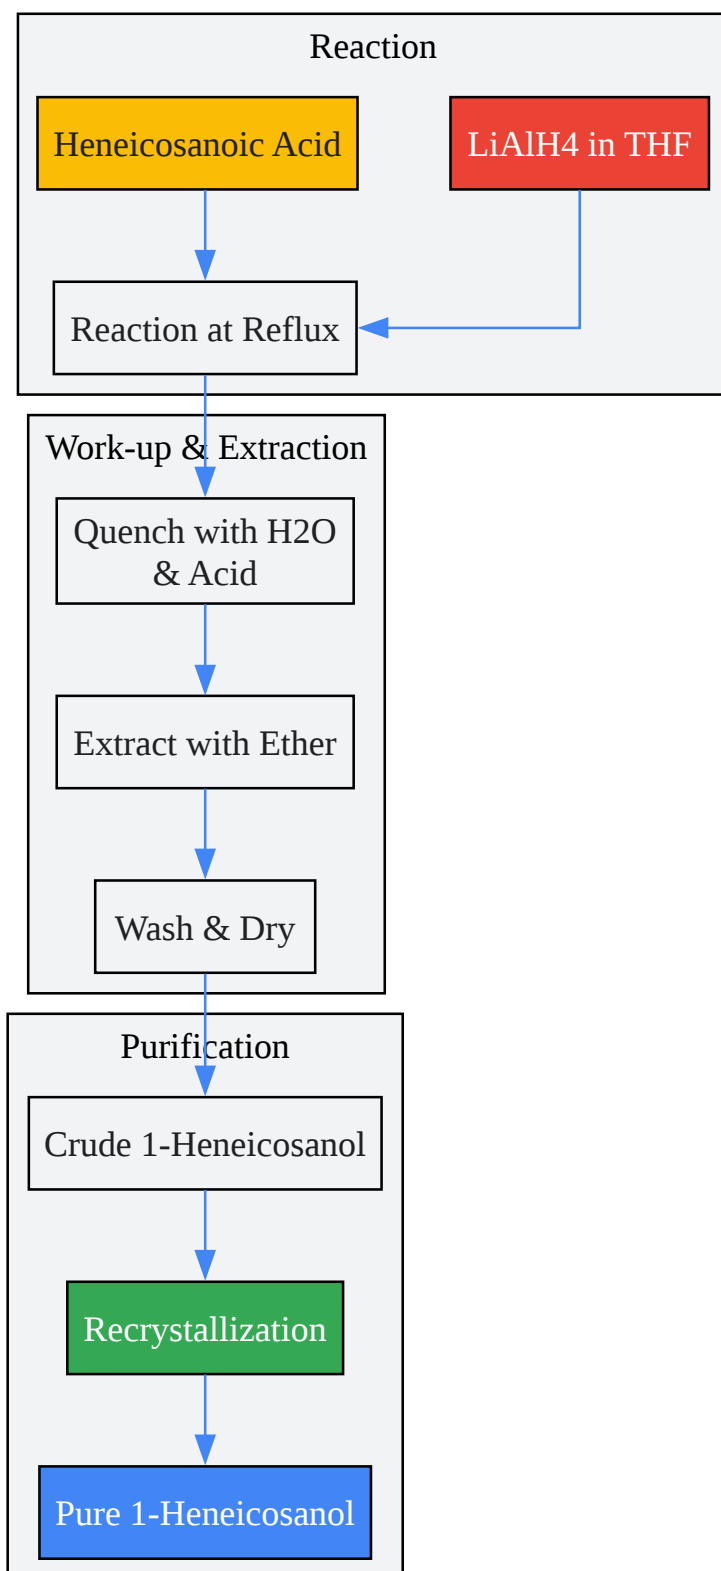 Reaction
Heneicosanoic Acid
LiAlH4 in THF
Reaction at Reflux
Work-up & Extraction
Quench with H2O
& Acid
Extract with Ether
Wash & Dry
Purification
Crude 1-Heneicosanol
Recrystallization
Pure 1-Heneicosanol